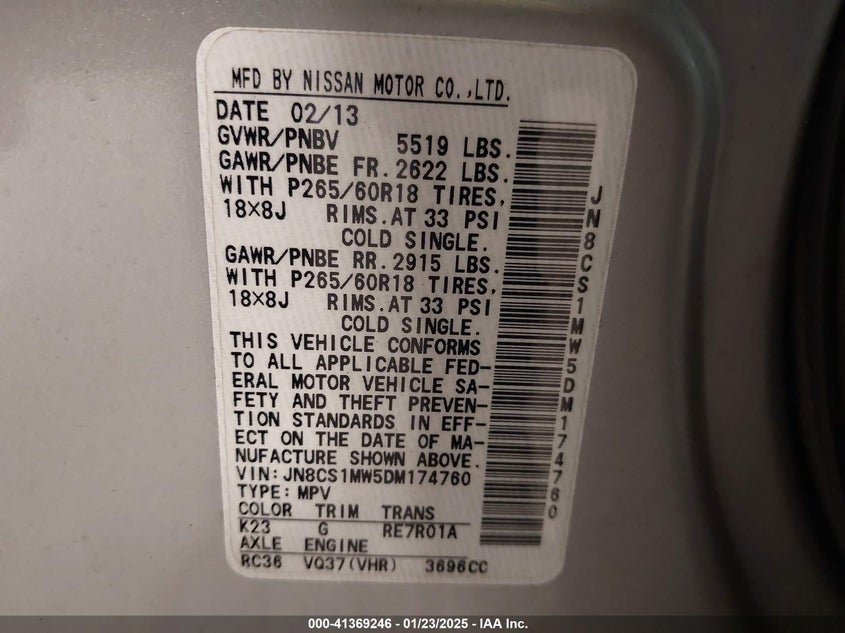 MFD BY NISSAN MOTOR CO.,LTD.
DATE 02/13
GVWR/PNBV 5519 LBS.
GAWR/PNBE FR.2622 LBS.
WITH P265/60R18 TIRES,
18×8J RIMS.AT 33 PSI
COLD SINGLE.
GAWR/PNBE RR.2915 LBS.
WITH P265/60R18 TIRES,
18×8J RIMS.AT 33 PSI
COLD SINGLE.
THIS VEHICLE CONFORMS
TO ALL APPLICABLE FED-
ERAL MOTOR VEHICLE SA-
FETY AND THEFT PREVEN-
TION STANDARDS IN EFF-
ECT ON THE DATE OF MA-
NUFACTURE SHOWN ABOVE.
VIN:JN8CS1MW5DM174760
TYPE:MPV
COLOR TRIM TRANS
K23 G RE7R01A
AXLE ENGINE
RC36 VQ37(VHR) 3696CC
JN8CS1MW5DM174760
000-41369246 - 01/23/2025 - IAA Inc.